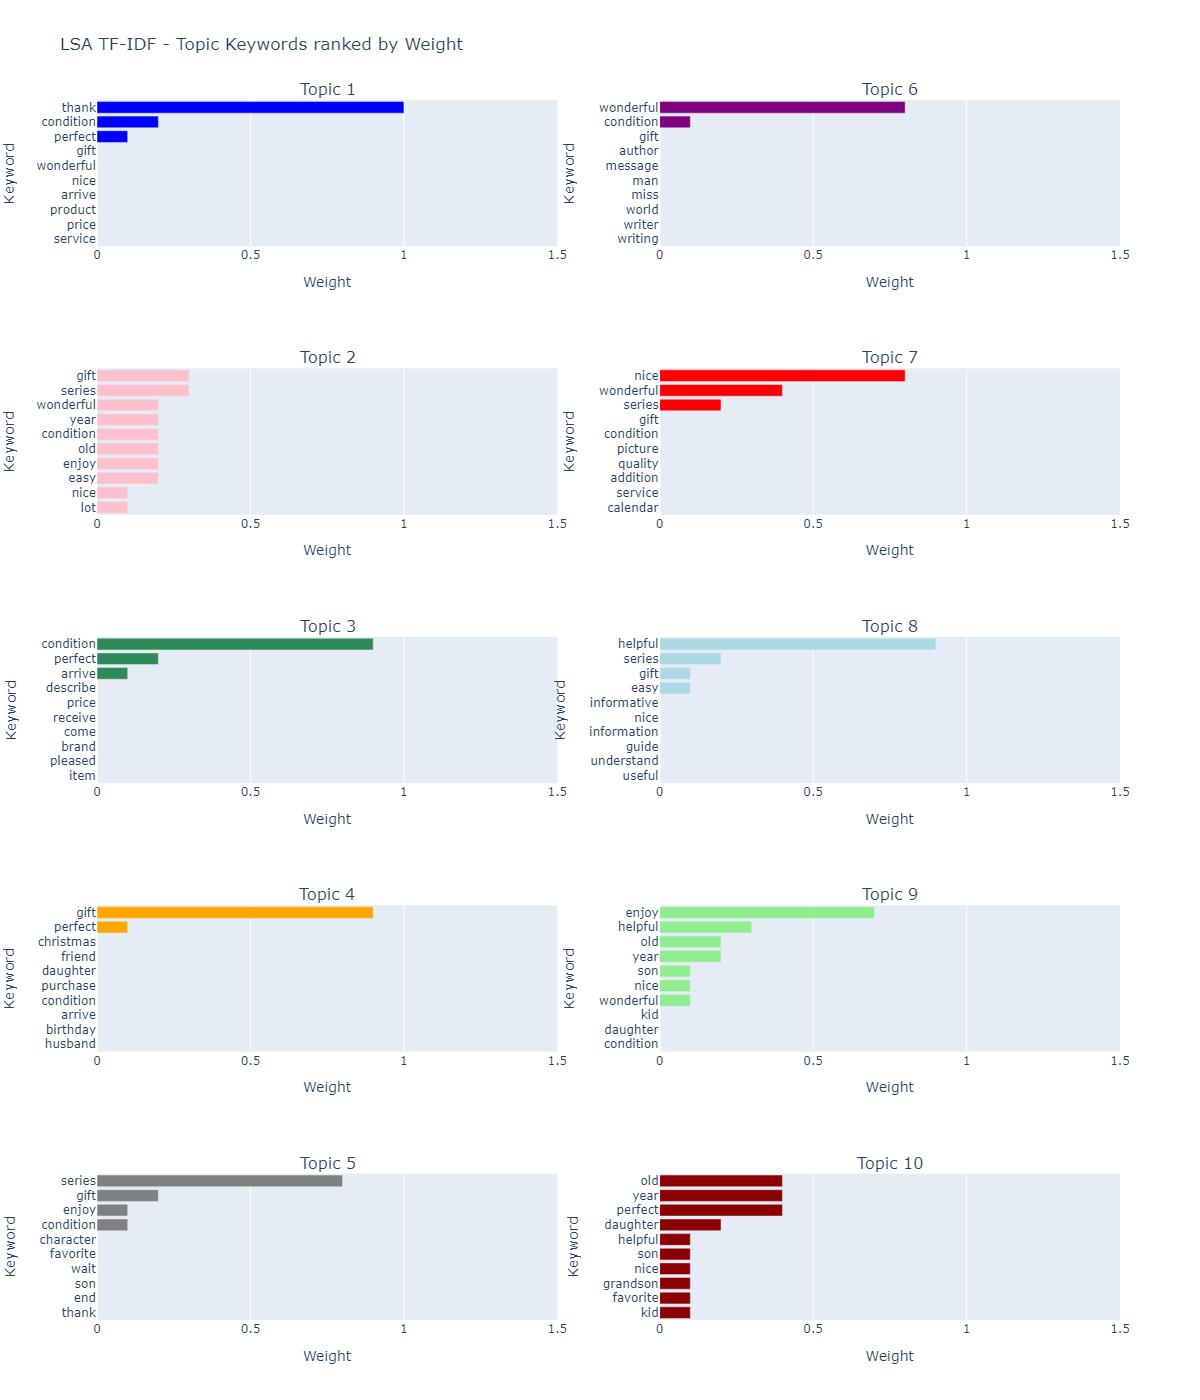 LSA TF-IDF - Topic Keywords ranked by Weight
Topic 1
Keyword
thank
condition
perfect
gift
wonderful
nice
arrive
product
price
service
0 0.5 1 1.5
Weight
Topic 6
Keyword
wonderful
condition
gift
author
message
man
miss
world
writer
writing
0 0.5 1 1.5
Weight
Topic 2
Keyword
gift
series
wonderful
year
condition
old
enjoy
easy
nice
lot
0 0.5 1 1.5
Weight
Topic 7
Keyword
nice
wonderful
series
gift
condition
picture
quality
addition
service
calendar
0 0.5 1 1.5
Weight
Topic 3
Keyword
condition
perfect
arrive
describe
price
receive
come
brand
pleased
item
0 0.5 1 1.5
Weight
Topic 8
Keyword
helpful
series
gift
easy
informative
nice
information
guide
understand
useful
0 0.5 1 1.5
Weight
Topic 4
Keyword
gift
perfect
christmas
friend
daughter
purchase
condition
arrive
birthday
husband
0 0.5 1 1.5
Weight
Topic 9
Keyword
enjoy
helpful
old
year
son
nice
wonderful
kid
daughter
condition
0 0.5 1 1.5
Weight
Topic 5
Keyword
series
gift
enjoy
condition
character
favorite
wait
son
end
thank
0 0.5 1 1.5
Weight
Topic 10
Keyword
old
year
perfect
daughter
helpful
son
nice
grandson
favorite
kid
0 0.5 1 1.5
Weight